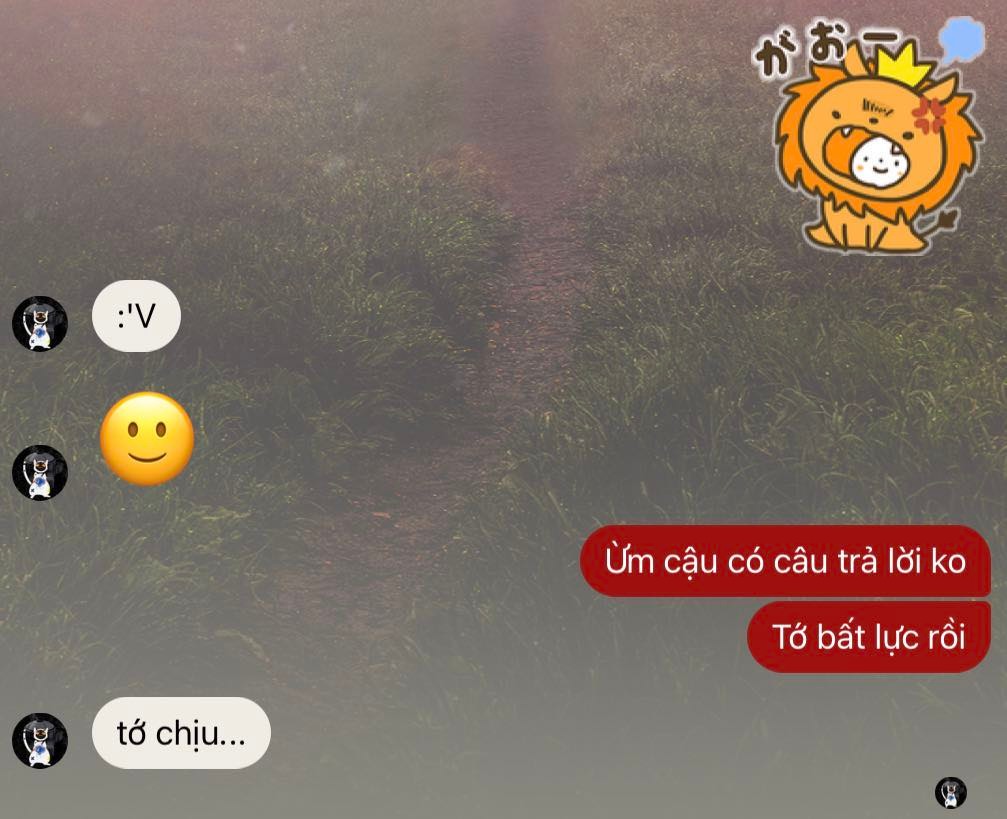 がおー
:'V
Ừm cậu có câu trả lời ko
Tớ bất lực rồi
tớ chịu...